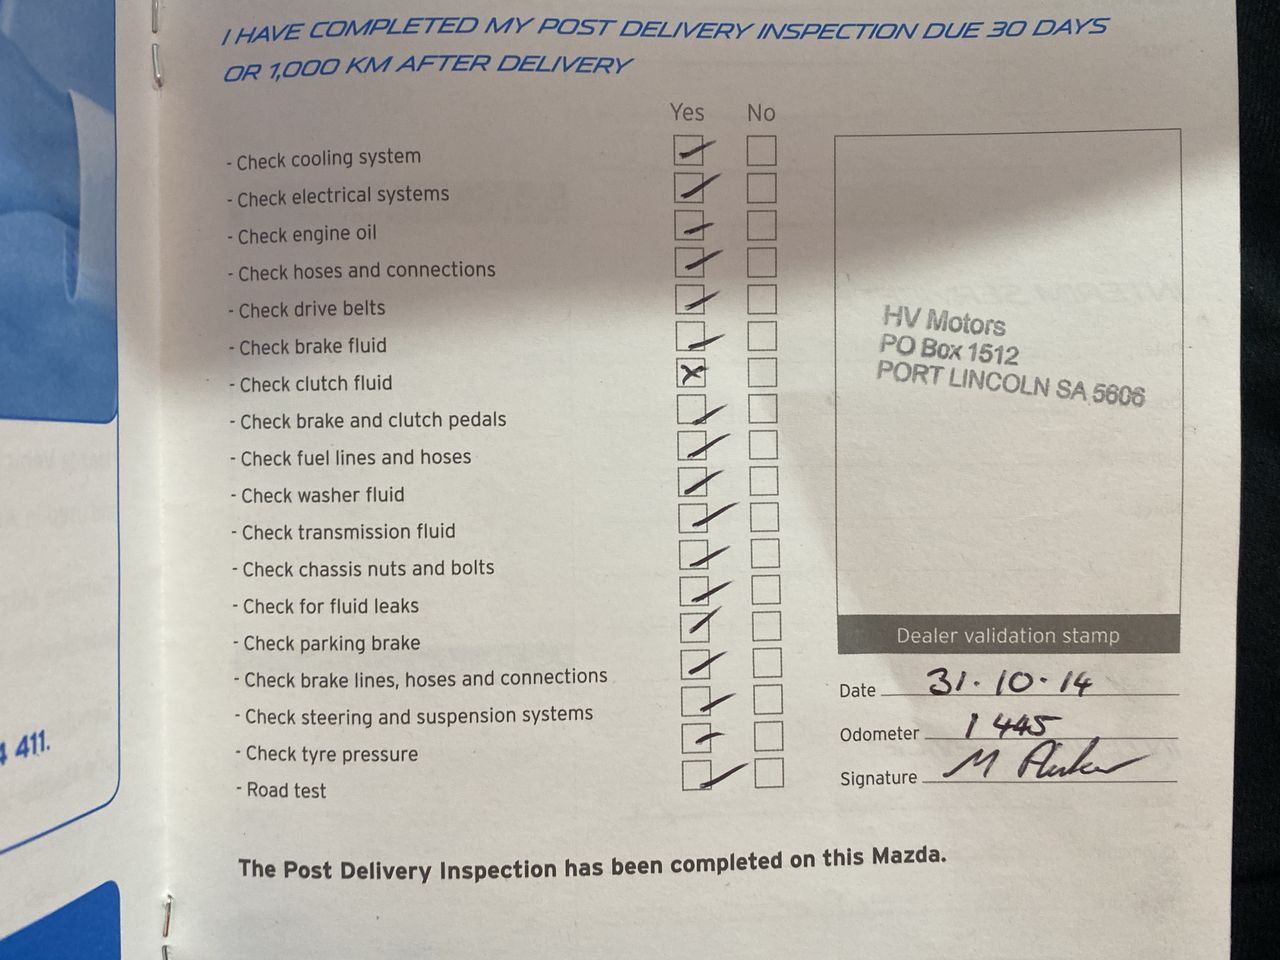 I HAVE COMPLETED MY POST DELIVERY INSPECTION DUE 30 DAYS
OR 1,000 KM AFTER DELIVERY
Yes No
- Check cooling system
- Check electrical systems
- Check engine oil
- Check hoses and connections
- Check drive belts
- Check brake fluid
- Check clutch fluid
- Check brake and clutch pedals
- Check fuel lines and hoses
- Check washer fluid
- Check transmission fluid
- Check chassis nuts and bolts
- Check for fluid leaks
- Check parking brake
- Check brake lines, hoses and connections
- Check steering and suspension systems
- Check tyre pressure
- Road test
HV Motors
PO Box 1512
PORT LINCOLN SA 5606
Dealer validation stamp
Date 31.10.14
Odometer 1445
Signature M
The Post Delivery Inspection has been completed on this Mazda.
411.